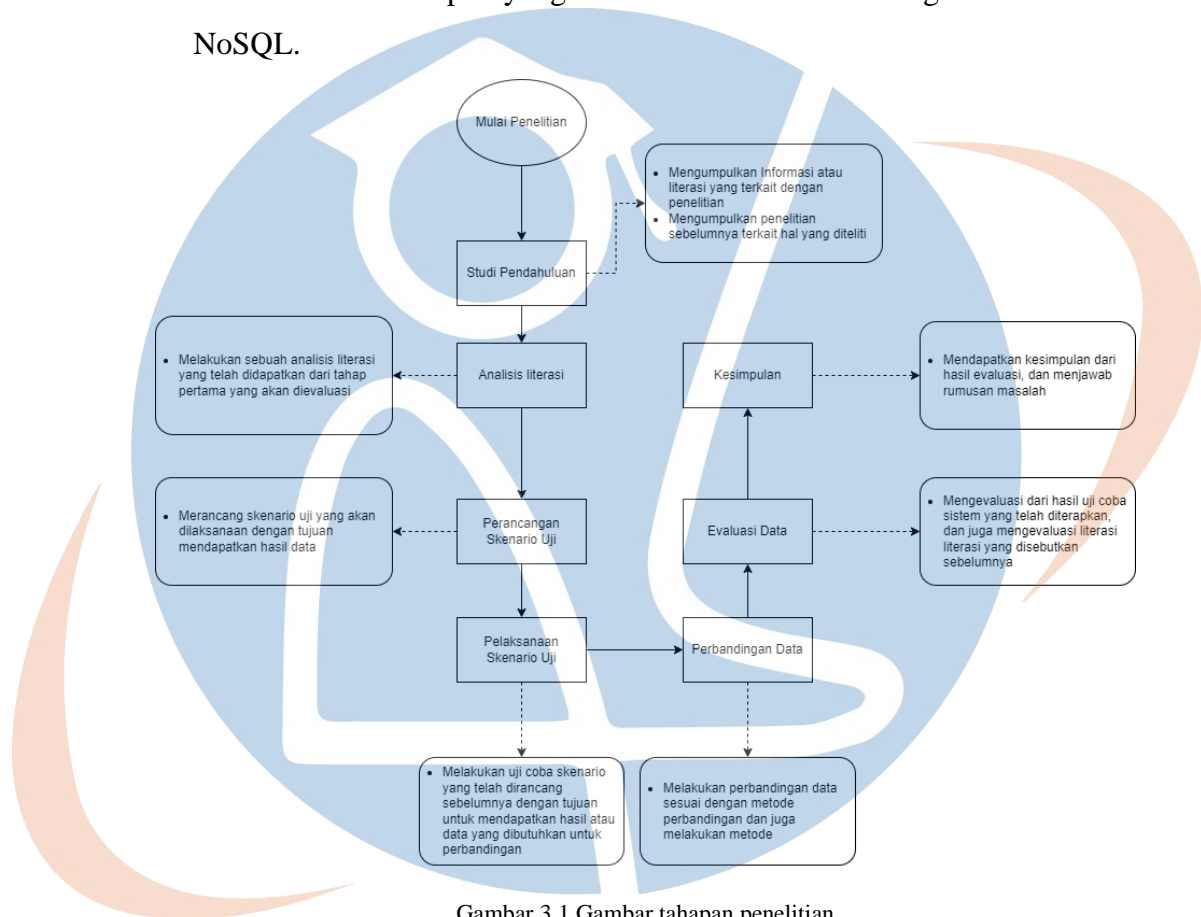 NoSQL.
Mulai Penelitian
• Mengumpulkan Informasi atau
literasi yang terkait dengan
penelitian
• Mengumpulkan penelitian
sebelumnya terkait hal yang diteliti
Studi Pendahuluan
• Melakukan sebuah analisis literasi
yang telah didapatkan dari tahap
pertama yang akan dievaluasi
Analisis literasi
Kesimpulan
• Mendapatkan kesimpulan dari
hasil evaluasi, dan menjawab
rumusan masalah
• Merancang skenario uji yang akan
dilaksanaan dengan tujuan
mendapatkan hasil data
Perancangan
Skenario Uji
Evaluasi Data
• Mengevaluasi dari hasil uji coba
sistem yang telah diterapkan,
dan juga mengevaluasi literasi
literasi yang disebutkan
sebelumnya
Pelaksanaan
Skenario Uji
Perbandingan Data
• Melakukan uji coba skenario
yang telah dirancang
sebelumnya dengan tujuan
untuk mendapatkan hasil atau
data yang dibutuhkan untuk
perbandingan
• Melakukan perbandingan data
sesuai dengan metode
perbandingan dan juga
melakukan metode
Gambar 3.1 Gambar tahapan penelitian